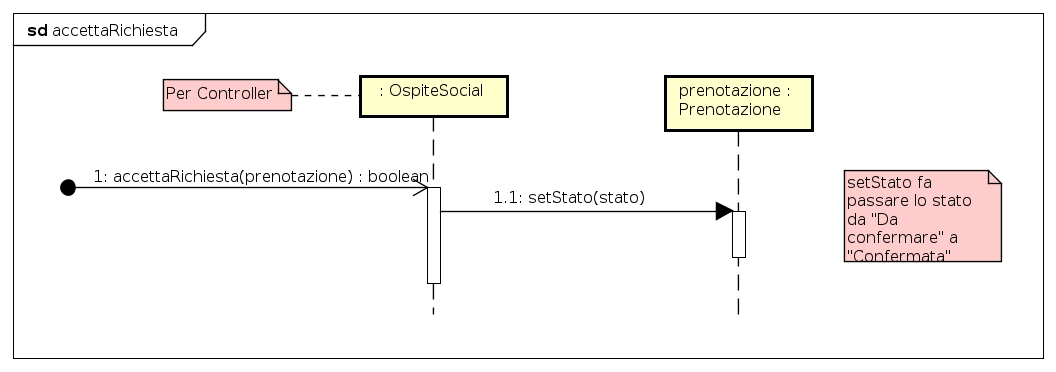 sd accettaRichiesta
Per Controller
: OspiteSocial
prenotazione :
Prenotazione
1: accettaRichiesta(prenotazione) : boolean
1.1: setStato(stato)
setStato fa
passare lo stato
da "Da
confermare" a
"Confermata"